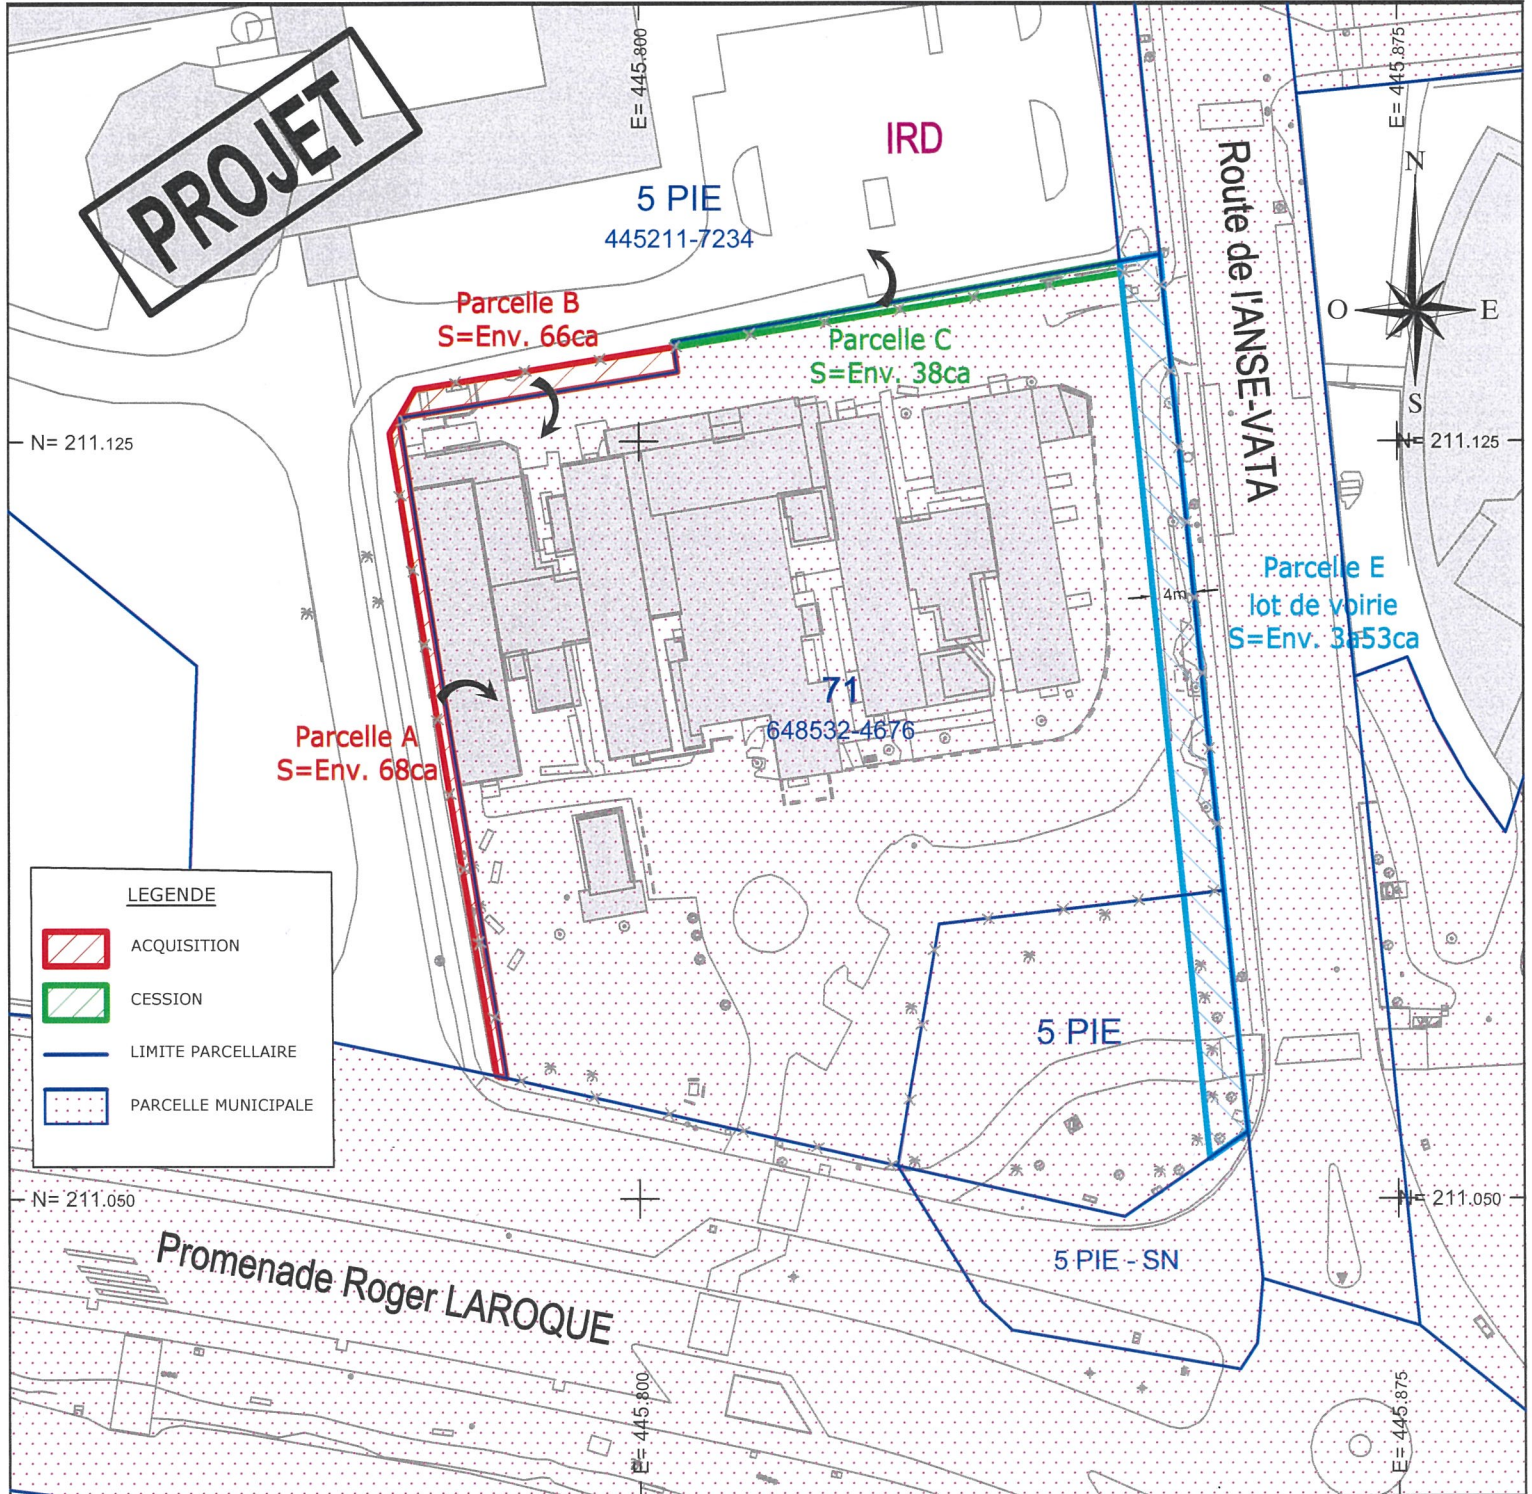 PROJET
E= 445.800
E= 445.875
IRD
5 PIE
445211-7234
Route de l'ANSE-VATA
N
O
E
S
Parcelle B
S=Env. 66ca
Parcelle C
S=Env. 38ca
N= 211.125
N= 211.125
Parcelle E
lot de voirie
S=Env. 3a53ca
4m
71
648532-4676
Parcelle A
S=Env. 68ca
LEGENDE
ACQUISITION
CESSION
LIMITE PARCELLAIRE
PARCELLE MUNICIPALE
5 PIE
N= 211.050
N= 211.050
5 PIE - SN
Promenade Roger LAROQUE
E= 445.800
E= 445.875